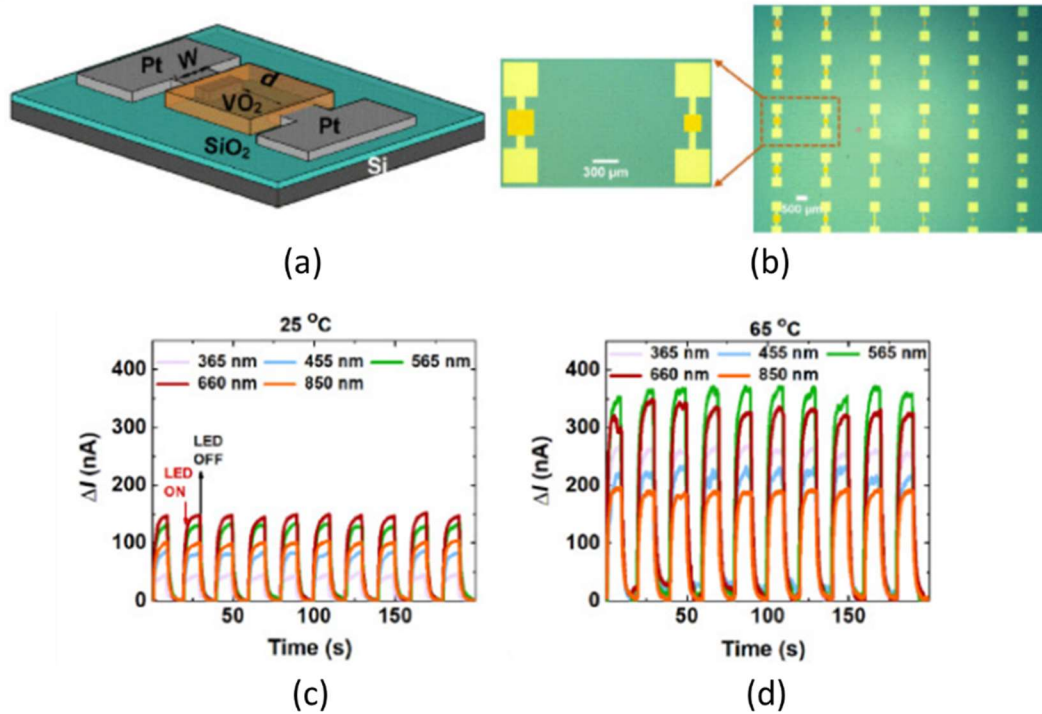 Pt
W
d
VO₂
Pt
SiO₂
Si
300 μm
500 μm
(a)
(b)
25 °C
365 nm 455 nm 565 nm
660 nm 850 nm
400
300
200
100
0
ΔI (nA)
LED
OFF
LED
ON
50 100 150
Time (s)
65 °C
365 nm 455 nm 565 nm
660 nm 850 nm
400
300
200
100
0
ΔI (nA)
50 100 150
Time (s)
(c)
(d)